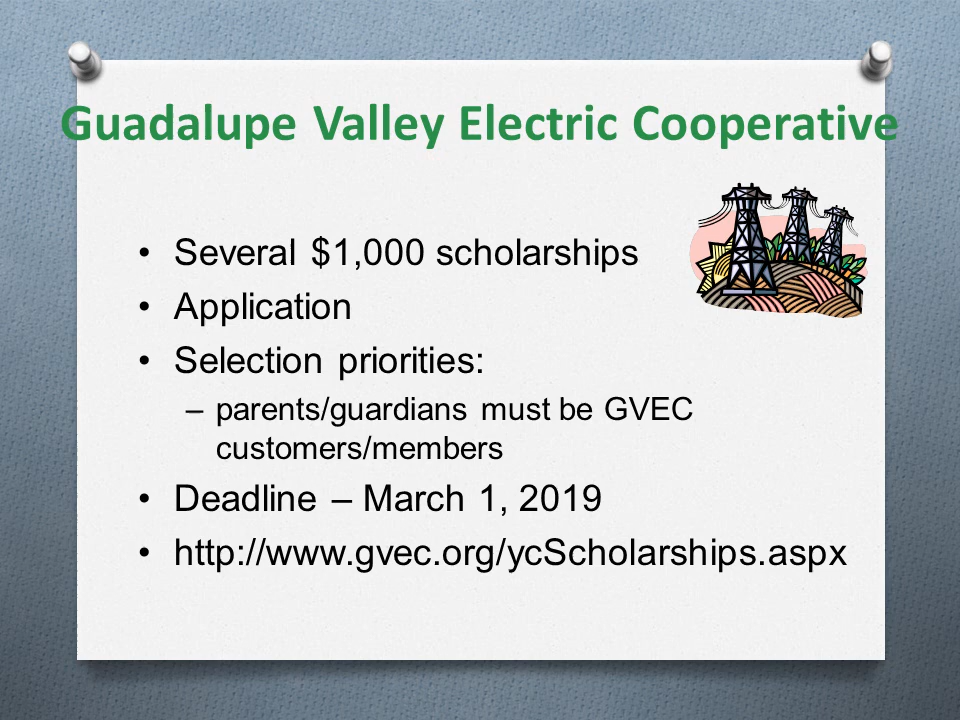 Guadalupe Valley Electric Cooperative
• Several $1,000 scholarships
• Application
• Selection priorities:
– parents/guardians must be GVEC
customers/members
• Deadline – March 1, 2019
• http://www.gvec.org/ycScholarships.aspx